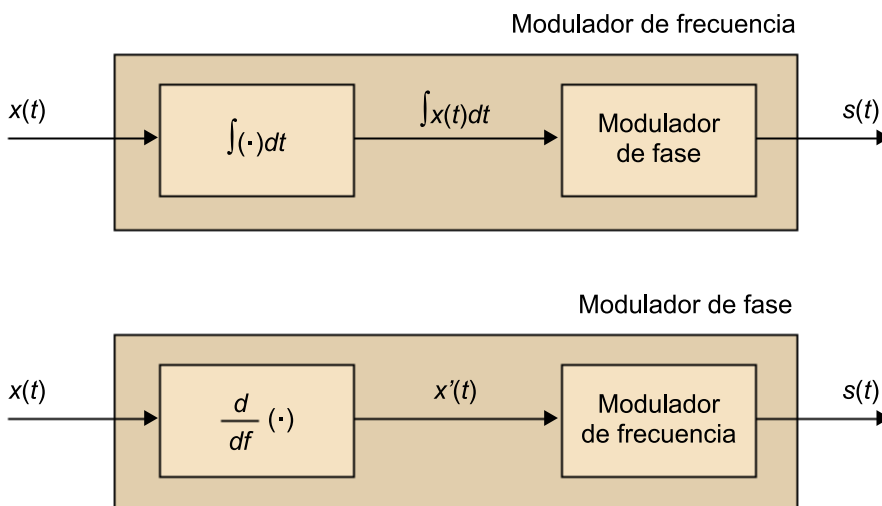 Modulador de frecuencia
x(t)
∫(·)dt
∫x(t)dt
Modulador
de fase
s(t)
Modulador de fase
x(t)
d
df
(·)
x’(t)
Modulador
de frecuencia
s(t)